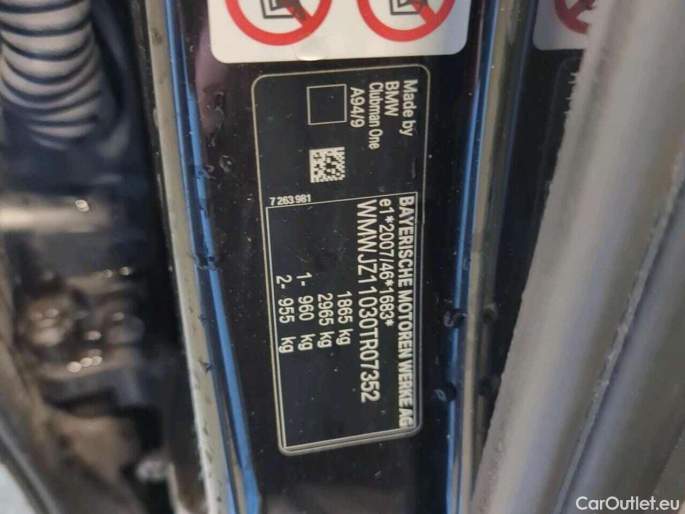 BAYERISCHE MOTOREN WERKE AG
e1*2007/46*1683*
WMWJZ11030TR07352
1865 kg
2965 kg
1- 960 kg
2- 955 kg
Made by
BMW
Clubman One
A94/9
7 263 981
CarOutlet.eu